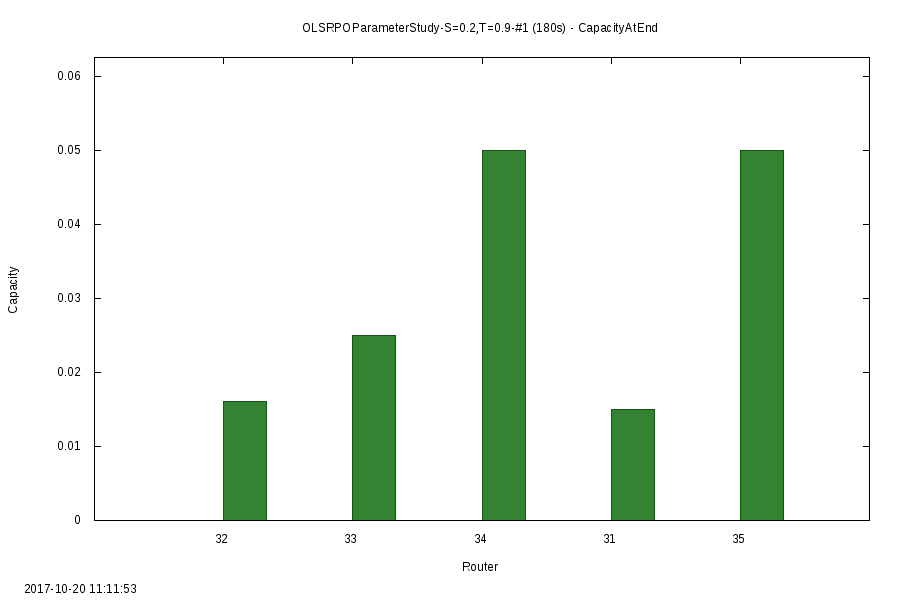 OLSRPOParameterStudy-S=0.2,T=0.9-#1 (180s) - CapacityAtEnd
0.06
0.05
0.04
0.03
0.02
0.01
0
Capacity
32 33 34 31 35
Router
2017-10-20 11:11:53